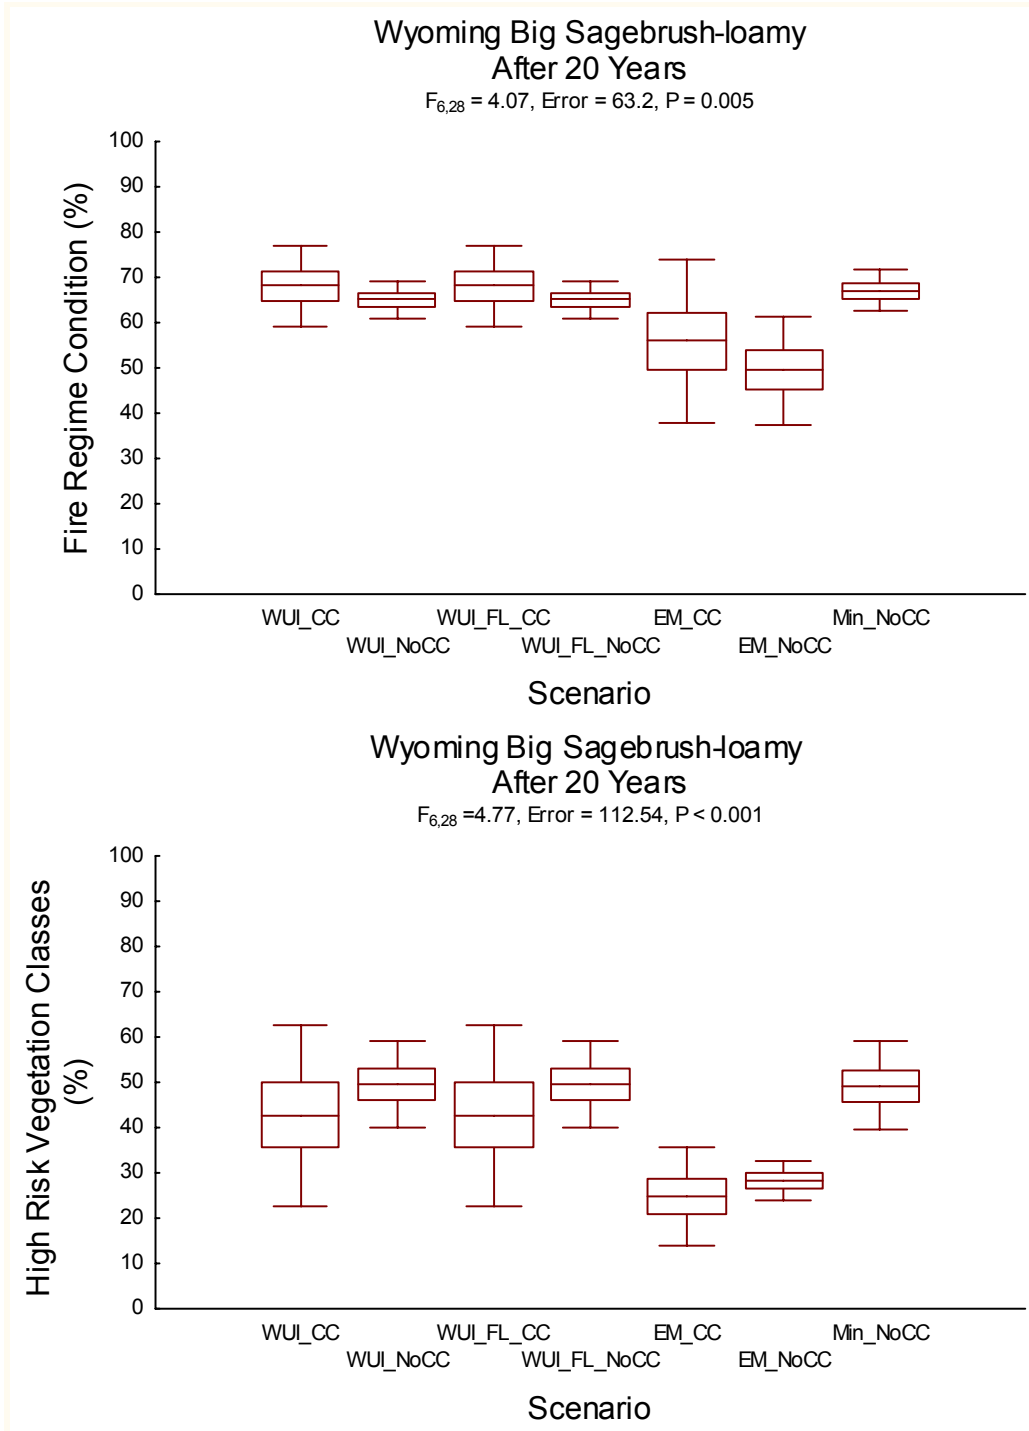 Wyoming Big Sagebrush-loamy
After 20 Years
F6,28 = 4.07, Error = 63.2, P = 0.005
Fire Regime Condition (%)
100
90
80
70
60
50
40
30
20
10
0
WUI_CC WUI_FL_CC EM_CC Min_NoCC
WUI_NoCC WUI_FL_NoCC EM_NoCC
Scenario
Wyoming Big Sagebrush-loamy
After 20 Years
F6,28 =4.77, Error = 112.54, P < 0.001
High Risk Vegetation Classes
(%)
100
90
80
70
60
50
40
30
20
10
0
WUI_CC WUI_FL_CC EM_CC Min_NoCC
WUI_NoCC WUI_FL_NoCC EM_NoCC
Scenario